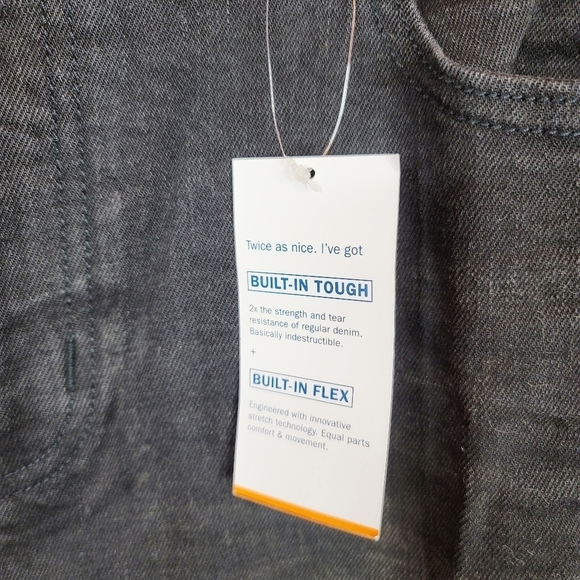 Twice as nice. I've got
BUILT-IN TOUGH
2x the strength and tear
resistance of regular denim.
Basically indestructible.
+
BUILT-IN FLEX
Engineered with innovative
stretch technology. Equal parts
comfort & movement.